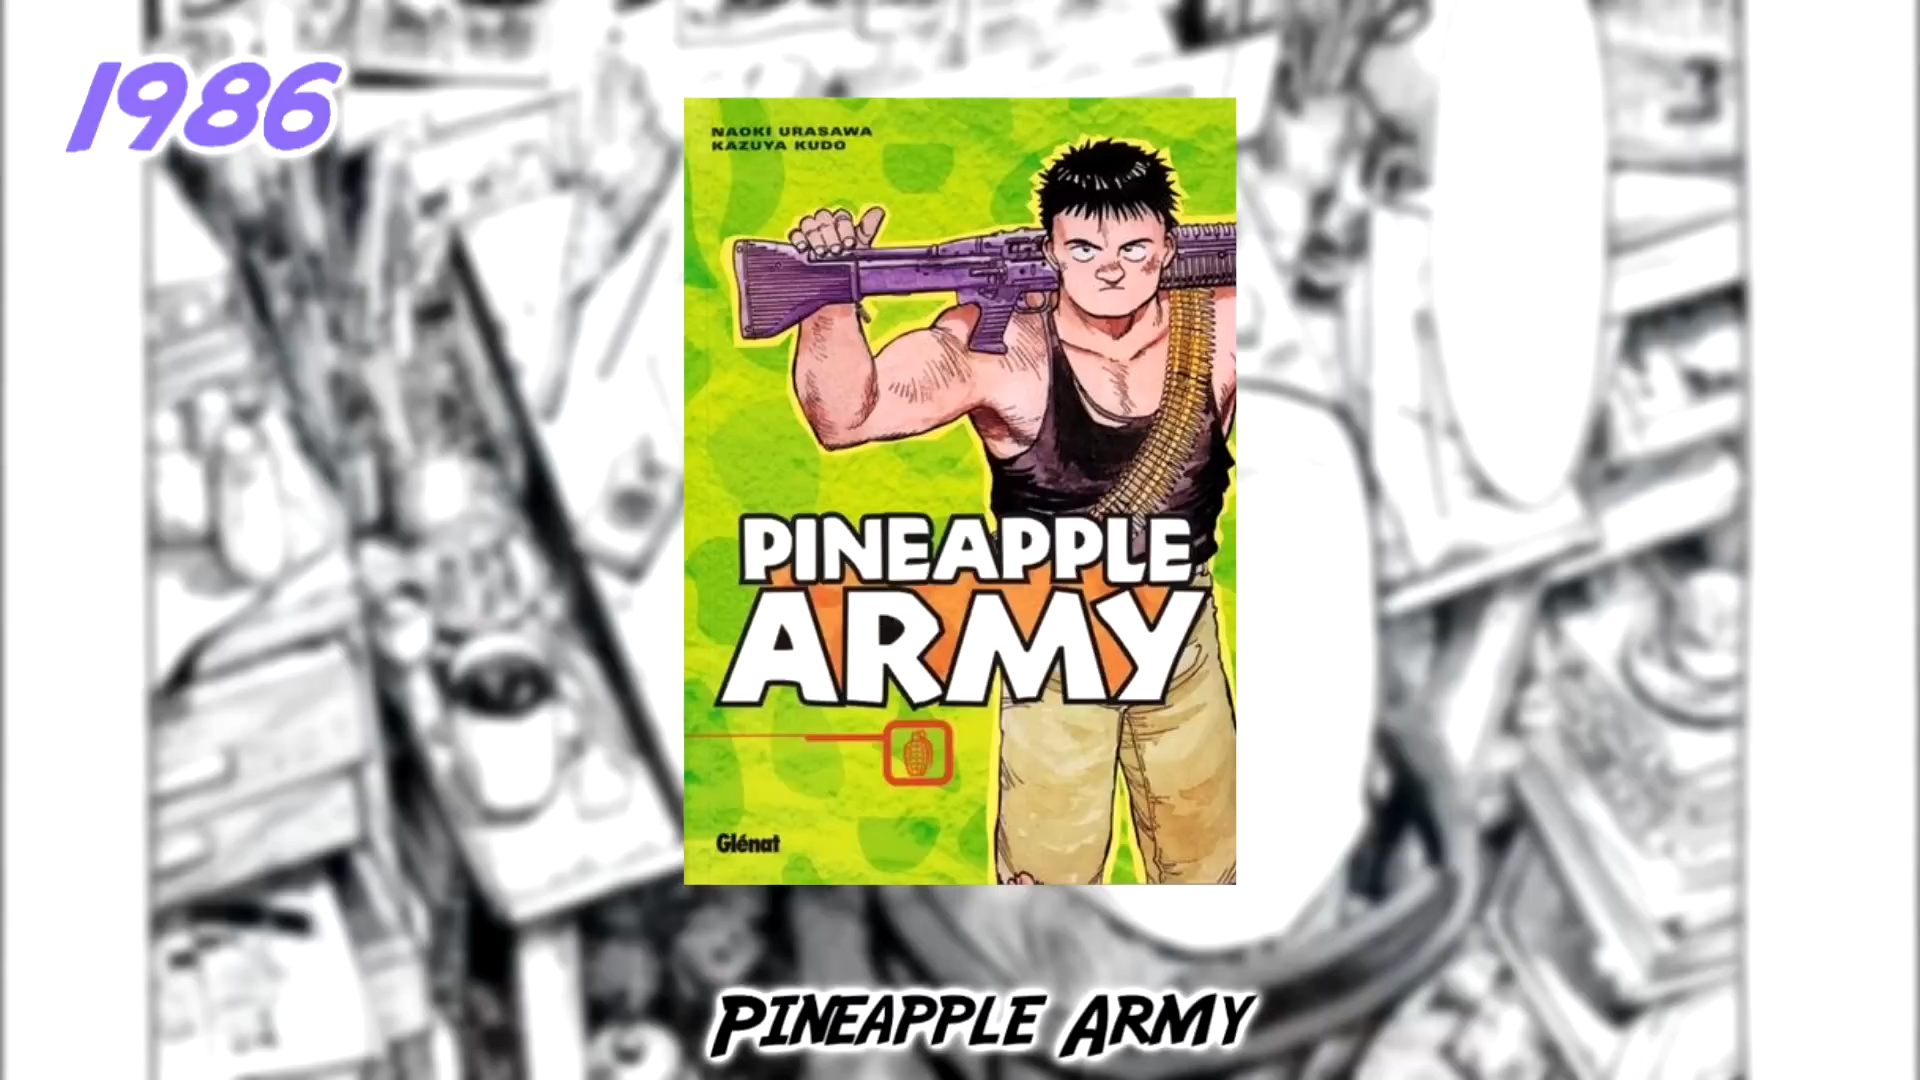 1986
NAOKI URASAWA
KAZUYA KUDO
PINEAPPLE
ARMY
Glénat
PINEAPPLE ARMY